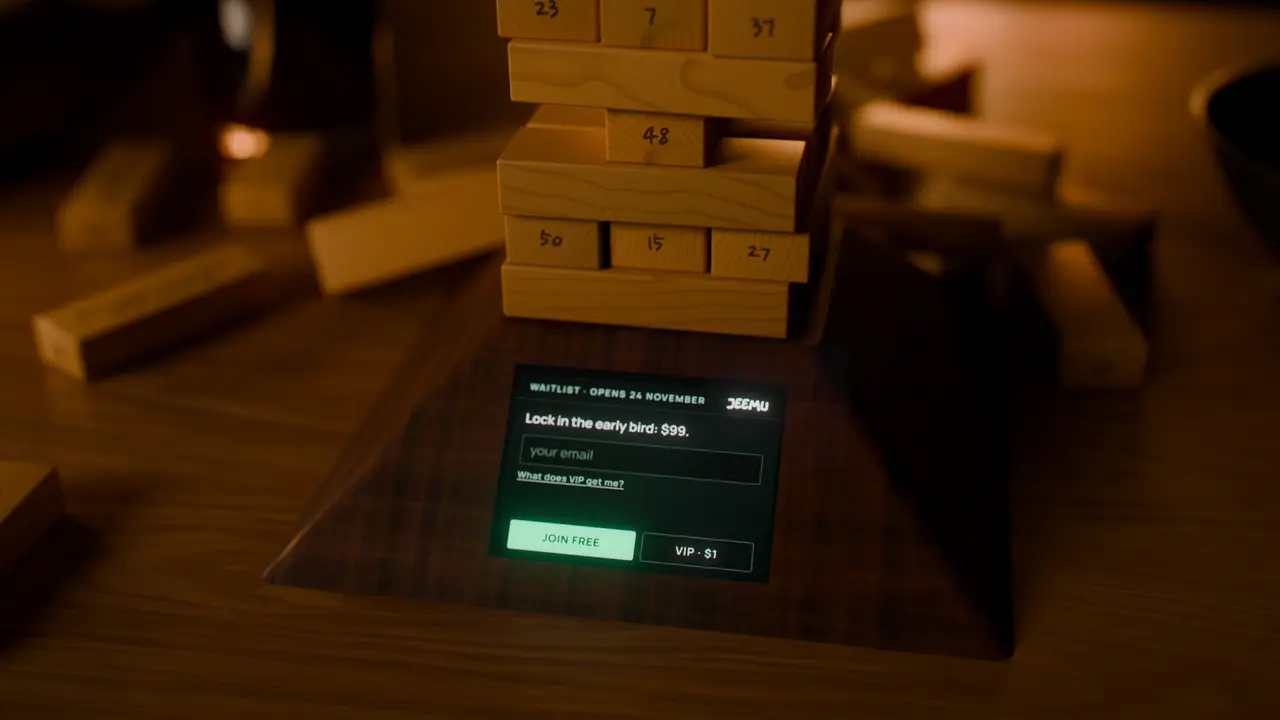 23 7 37
48
50 15 27
WAITLIST · OPENS 24 NOVEMBER
JEEMU
Lock in the early bird: $99.
your email
What does VIP get me?
JOIN FREE
VIP · $1